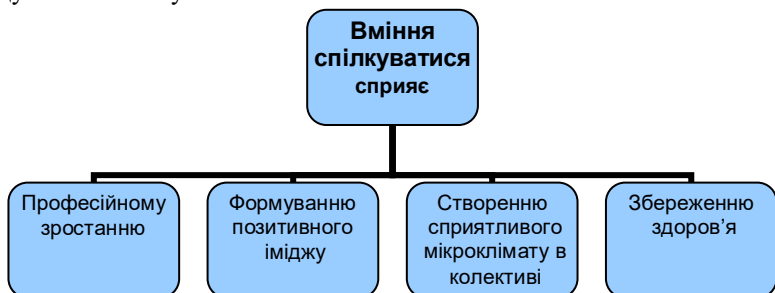 Вміння
спілкуватися
сприяє
Професійному
зростанню
Формуванню
позитивного
іміджу
Створенню
сприятливого
мікроклімату в
колективі
Збереженню
здоров’я